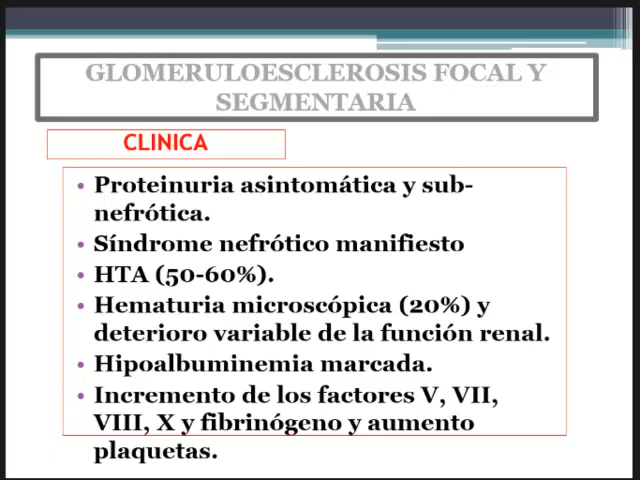 GLOMERULOESCLEROSIS FOCAL Y
SEGMENTARIA
CLINICA
• Proteinuria asintomática y sub-
nefrótica.
• Síndrome nefrótico manifiesto
• HTA (50-60%).
• Hematuria microscópica (20%) y
deterioro variable de la función renal.
• Hipoalbuminemia marcada.
• Incremento de los factores V, VII,
VIII, X y fibrinógeno y aumento
plaquetas.